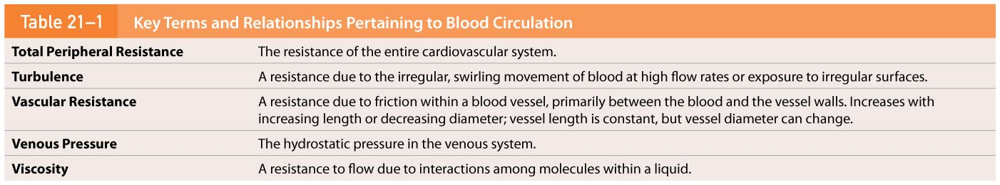 Table 21–1 Key Terms and Relationships Pertaining to Blood Circulation
Total Peripheral Resistance The resistance of the entire cardiovascular system.
Turbulence A resistance due to the irregular, swirling movement of blood at high flow rates or exposure to irregular surfaces.
Vascular Resistance A resistance due to friction within a blood vessel, primarily between the blood and the vessel walls. Increases with
increasing length or decreasing diameter; vessel length is constant, but vessel diameter can change.
Venous Pressure The hydrostatic pressure in the venous system.
Viscosity A resistance to flow due to interactions among molecules within a liquid.